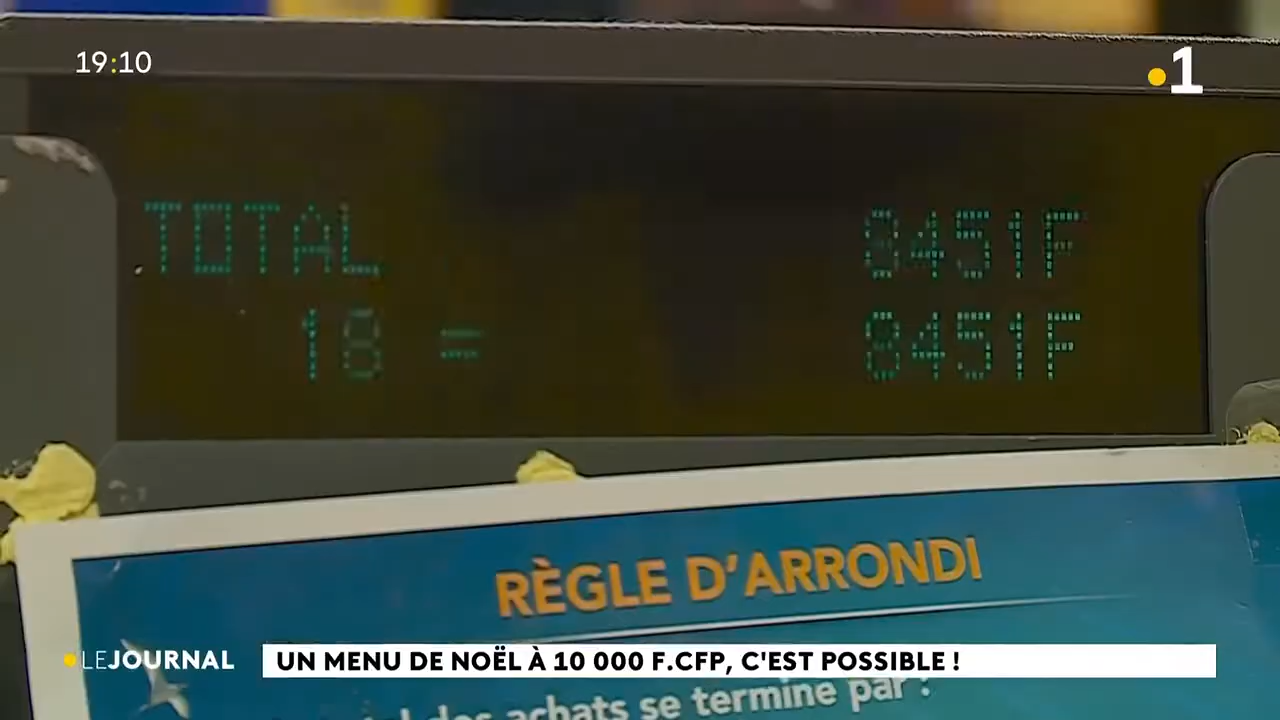 19:10
1
TOTAL 8451F
18 = 8451F
RÈGLE D'ARRONDI
LEJOURNAL
UN MENU DE NOËL À 10 000 F.CFP, C'EST POSSIBLE !
des achats se termine par :